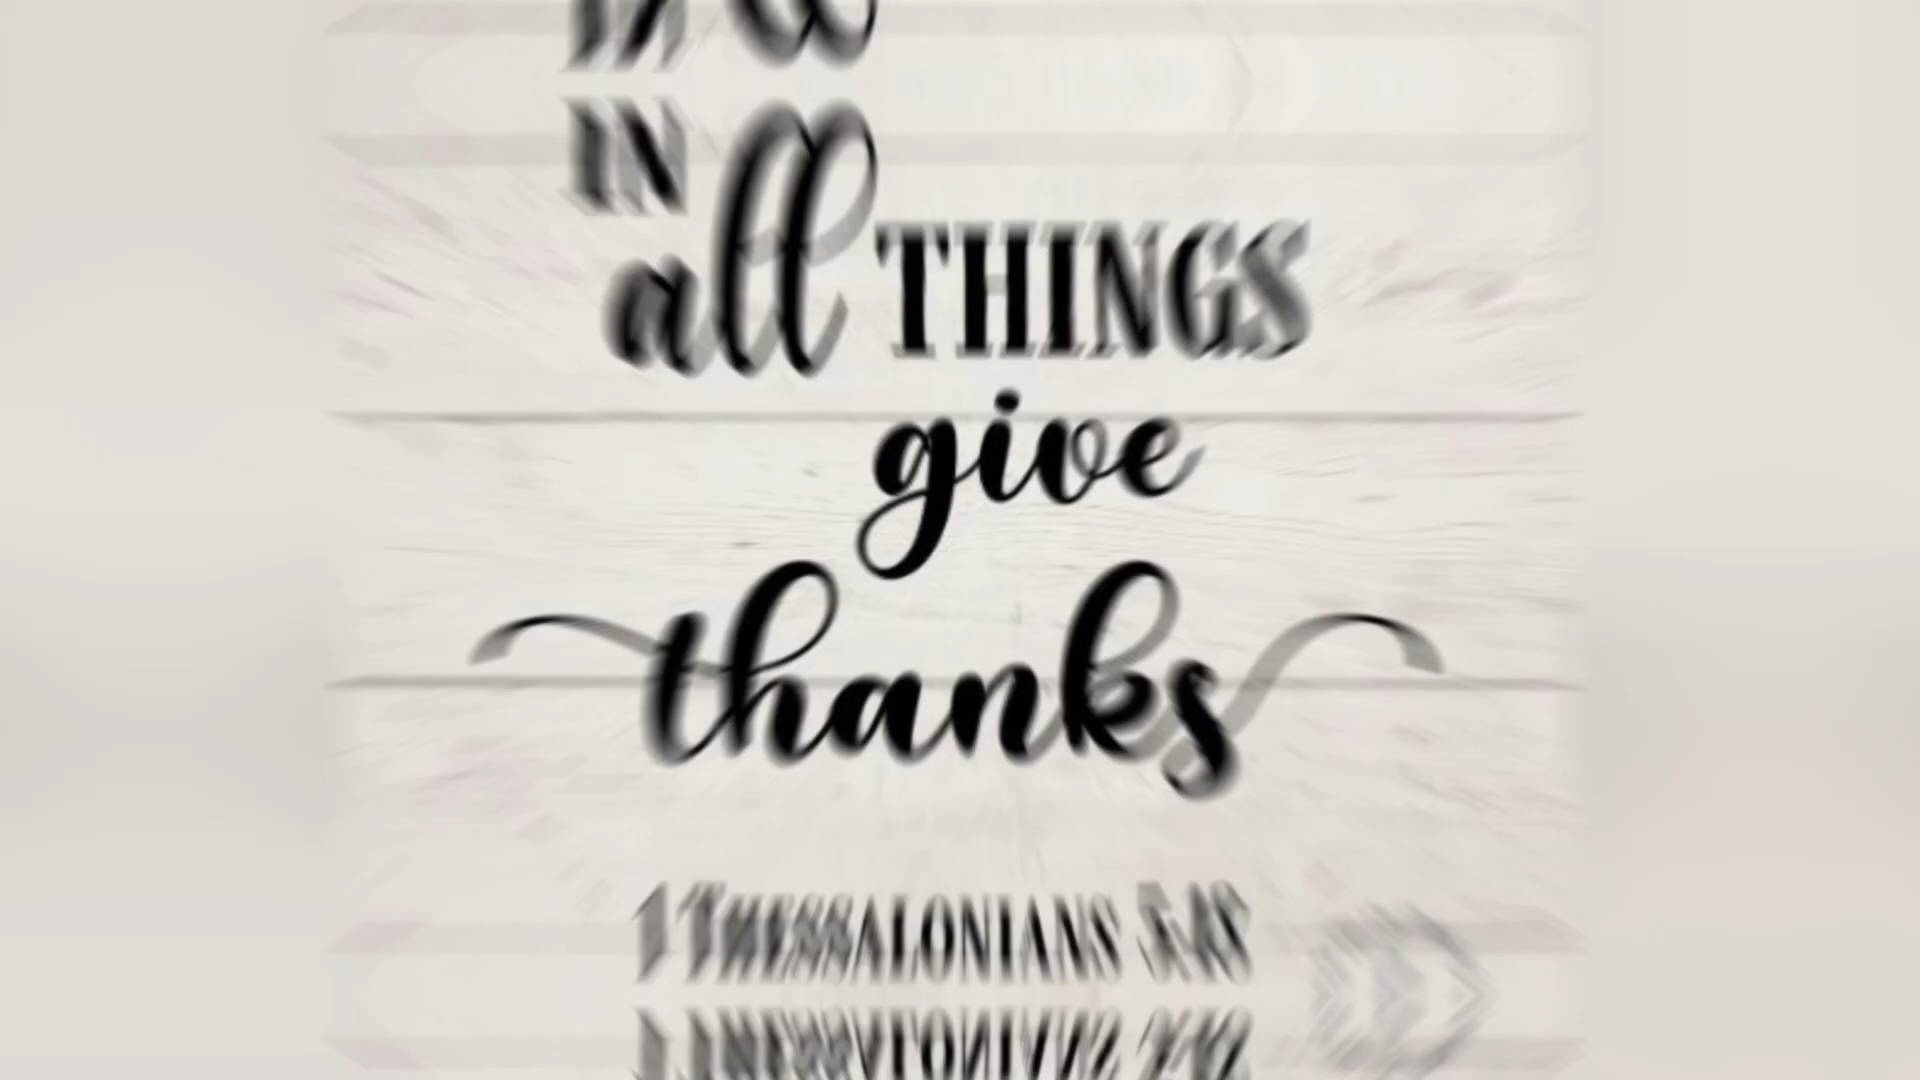 IN
all THINGS
give
thanks
1 THESSALONIANS 5:18